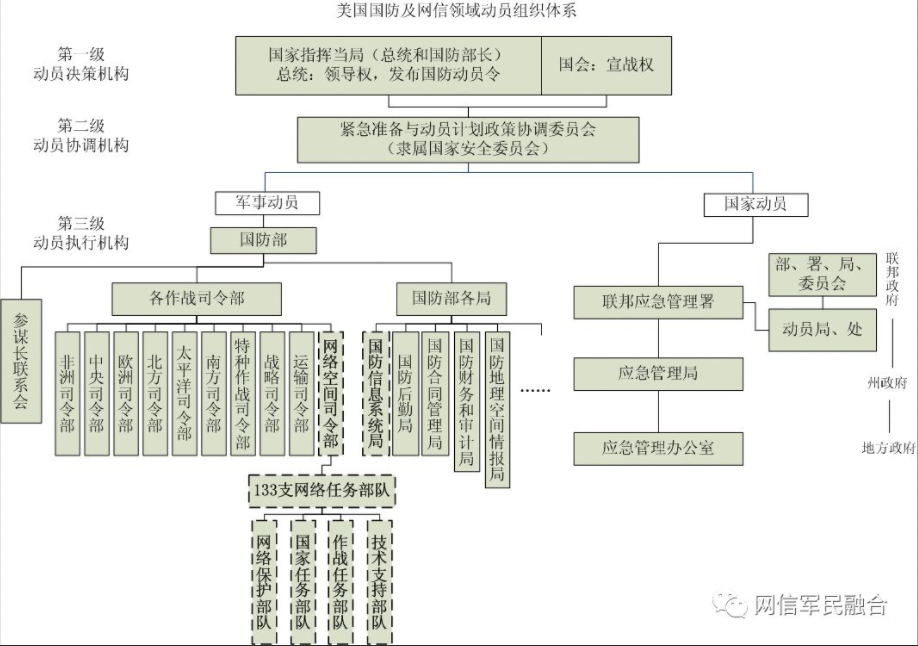 美国国防及网信领域动员组织体系
第一级
动员决策机构
国家指挥当局（总统和国防部长）
总统：领导权，发布国防动员令
国会：宣战权
第二级
动员协调机构
紧急准备与动员计划政策协调委员会
（隶属国家安全委员会）
第三级
动员执行机构
军事动员
国家动员
国防部
参谋长联系会
各作战司令部
国防部各局
非洲司令部
中央司令部
欧洲司令部
北方司令部
太平洋司令部
南方司令部
特种作战司令部
战略司令部
运输司令部
网络空间司令部
国防信息系统局
国防后勤局
国防合同管理局
国防财务和审计局
国防地理空间情报局
……
133支网络任务部队
网络保护部队
国家任务部队
作战任务部队
技术支持部队
联邦应急管理署
部、署、局、
委员会
动员局、处
应急管理局
应急管理办公室
联邦政府
州政府
地方政府
网信军民融合